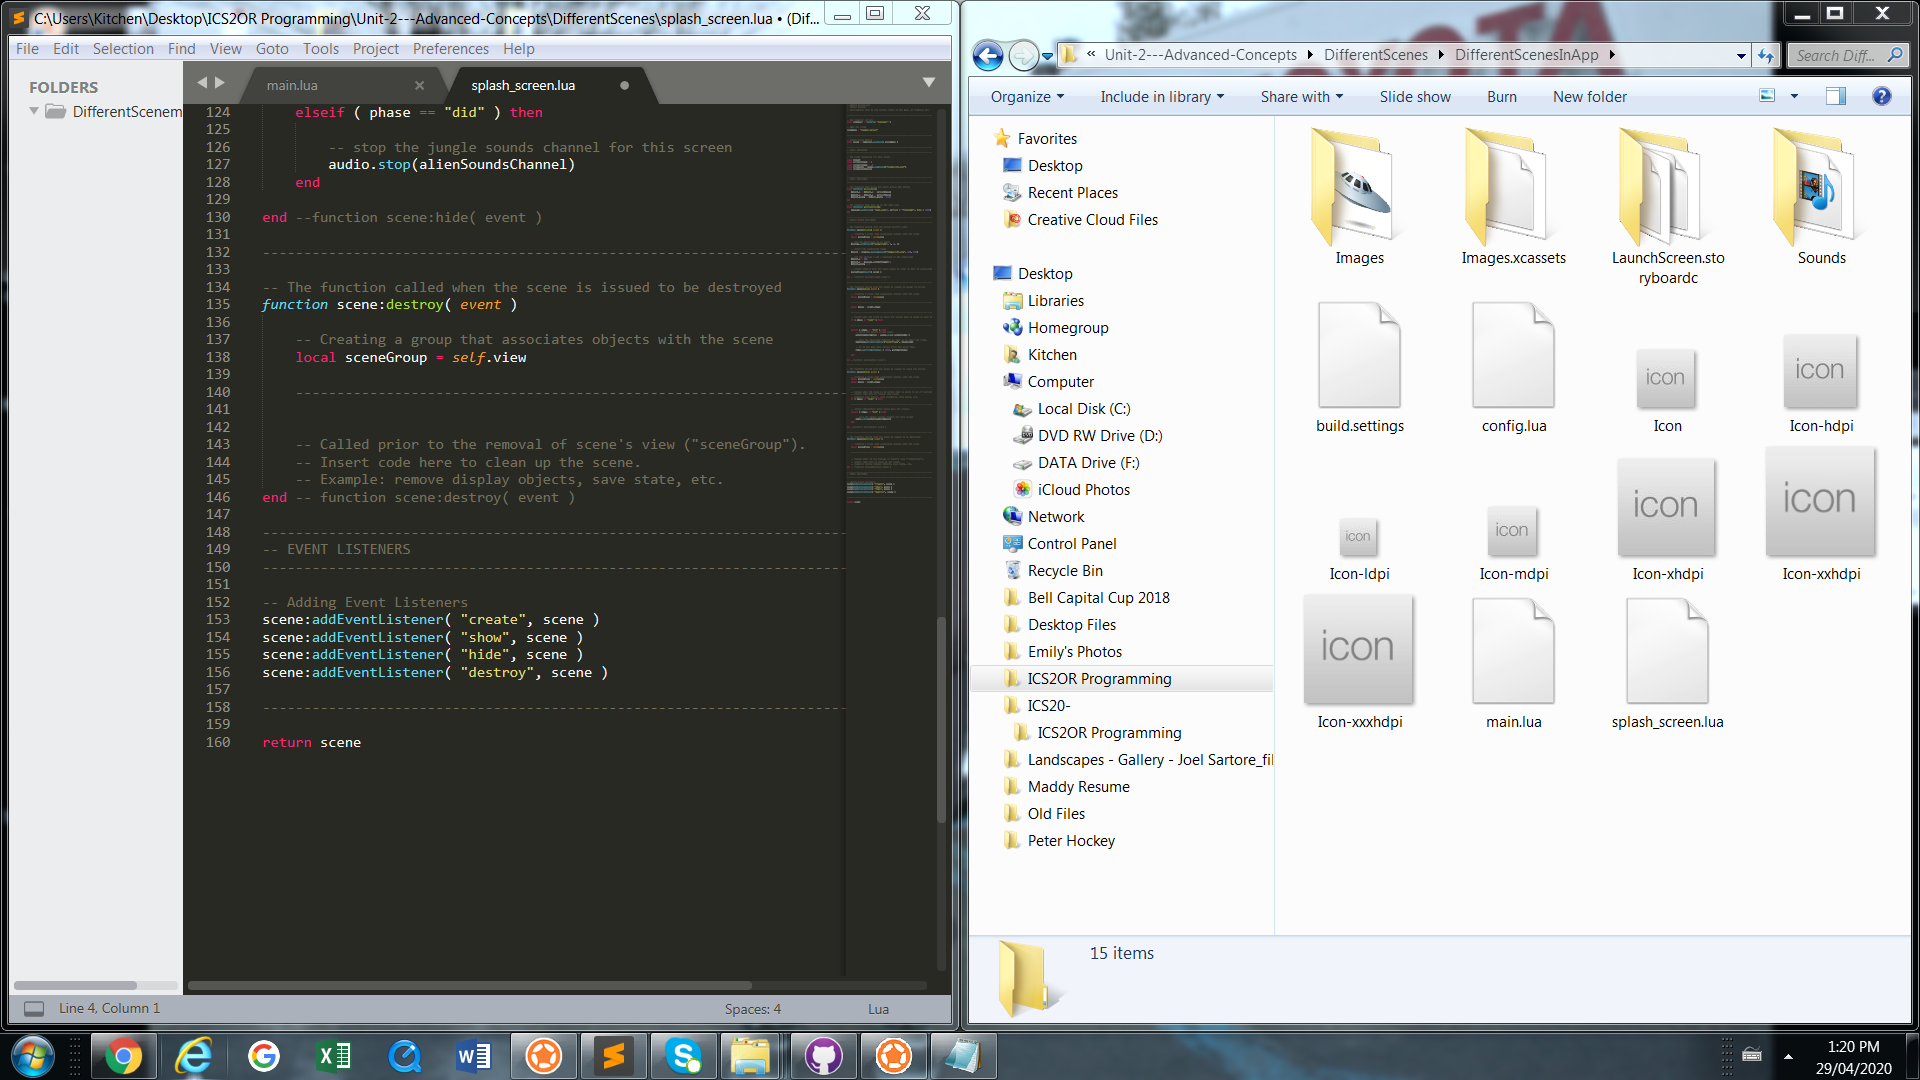 C:\Users\Kitchen\Desktop\ICS2OR Programming\Unit-2---Advanced-Concepts\DifferentScenes\splash_screen.lua • (Dif...
File Edit Selection Find View Goto Tools Project Preferences Help
FOLDERS
DifferentScenem
main.lua
splash_screen.lua
124 elseif ( phase == "did" ) then
125
126 -- stop the jungle sounds channel for this screen
127 audio.stop(alienSoundsChannel)
128 end
129
130 end --function scene:hide( event )
131
132 -----------------------------------------------------------------------
133
134 -- The function called when the scene is issued to be destroyed
135 function scene:destroy( event )
136
137 -- Creating a group that associates objects with the scene
138 local sceneGroup = self.view
139
140 -------------------------------------------------------------------
141
142
143 -- Called prior to the removal of scene's view ("sceneGroup").
144 -- Insert code here to clean up the scene.
145 -- Example: remove display objects, save state, etc.
146 end -- function scene:destroy( event )
147
148 -----------------------------------------------------------------------
149 -- EVENT LISTENERS
150 -----------------------------------------------------------------------
151
152 -- Adding Event Listeners
153 scene:addEventListener( "create", scene )
154 scene:addEventListener( "show", scene )
155 scene:addEventListener( "hide", scene )
156 scene:addEventListener( "destroy", scene )
157
158 -----------------------------------------------------------------------
159
160 return scene
Line 4, Column 1
Spaces: 4
Lua
« Unit-2---Advanced-Concepts DifferentScenes DifferentScenesInApp
Search Diff...
Organize Include in library Share with Slide show Burn New folder
Favorites
Desktop
Recent Places
Creative Cloud Files
Desktop
Libraries
Homegroup
Kitchen
Computer
Local Disk (C:)
DVD RW Drive (D:)
DATA Drive (F:)
iCloud Photos
Network
Control Panel
Recycle Bin
Bell Capital Cup 2018
Desktop Files
Emily's Photos
ICS2OR Programming
ICS20-
ICS2OR Programming
Landscapes - Gallery - Joel Sartore_fil
Maddy Resume
Old Files
Peter Hockey
Images
Images.xcassets
LaunchScreen.sto
ryboardc
Sounds
build.settings
config.lua
icon
Icon
icon
Icon-hdpi
icon
Icon-ldpi
icon
Icon-mdpi
icon
Icon-xhdpi
icon
Icon-xxhdpi
icon
Icon-xxxhdpi
main.lua
splash_screen.lua
15 items
1:20 PM
29/04/2020